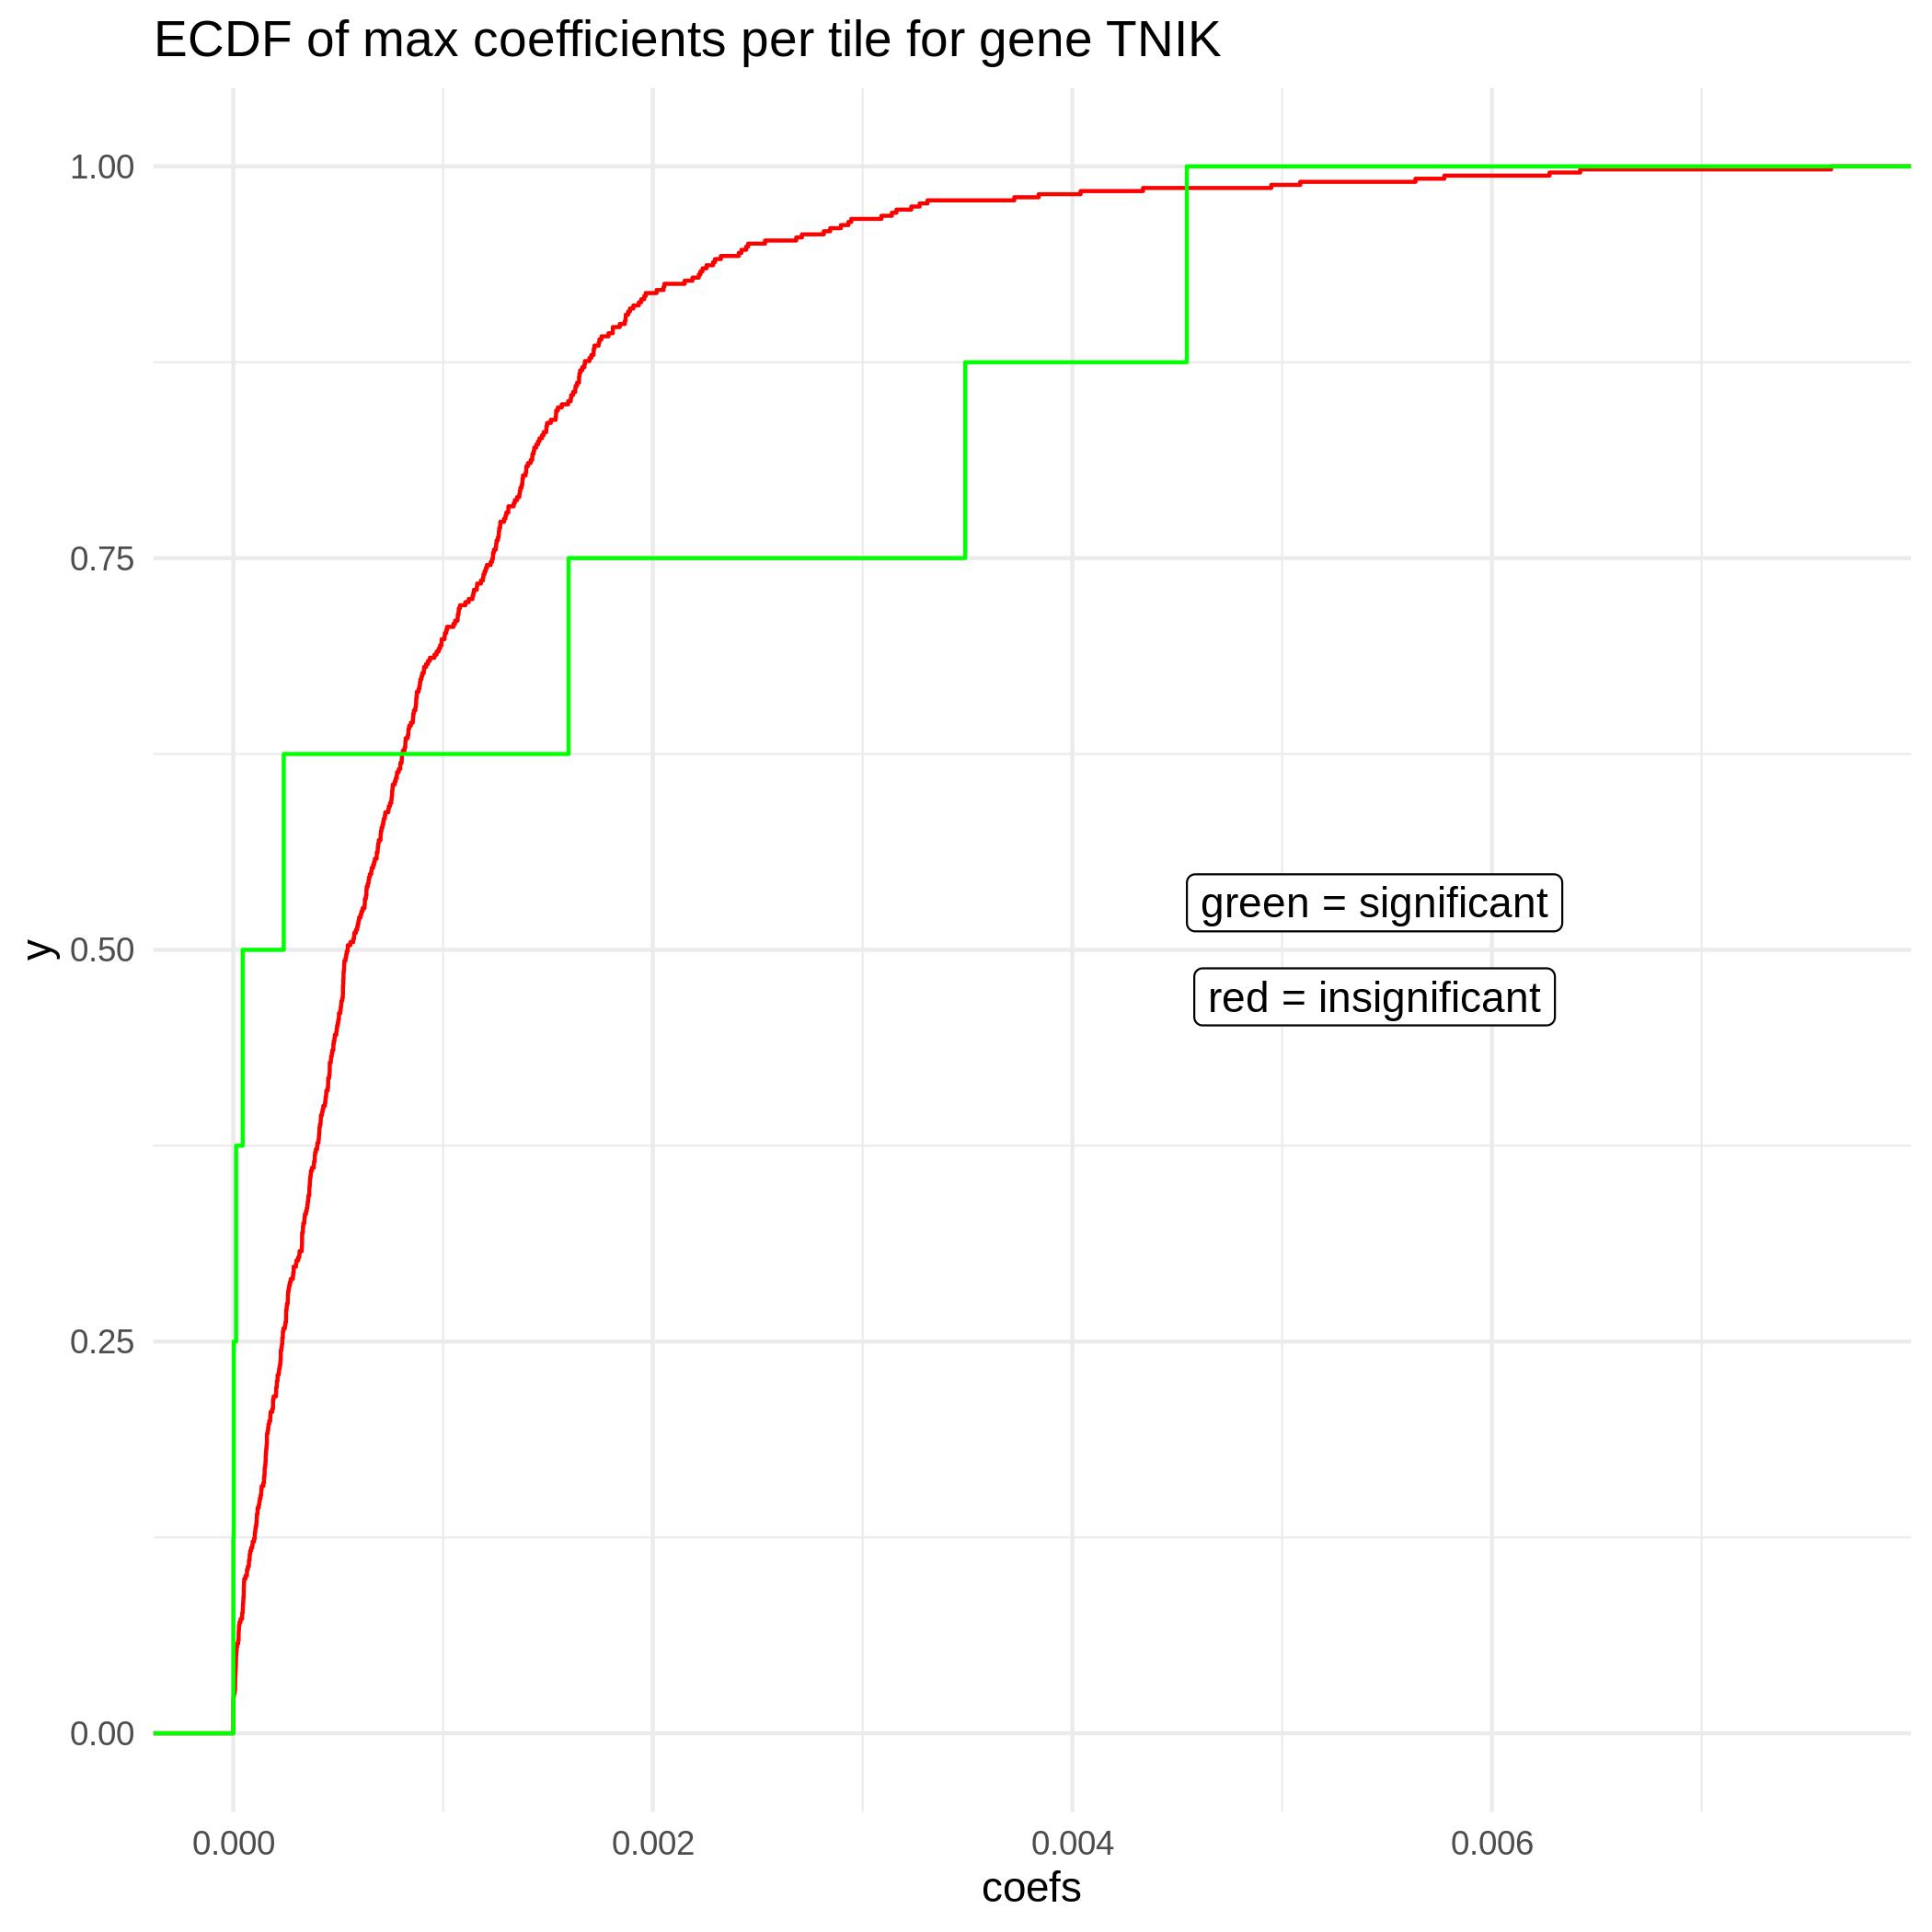 ECDF of max coefficients per tile for gene TNIK
1.00
0.75
0.50
0.25
0.00
y
green = significant
red = insignificant
0.000 0.002 0.004 0.006
coefs